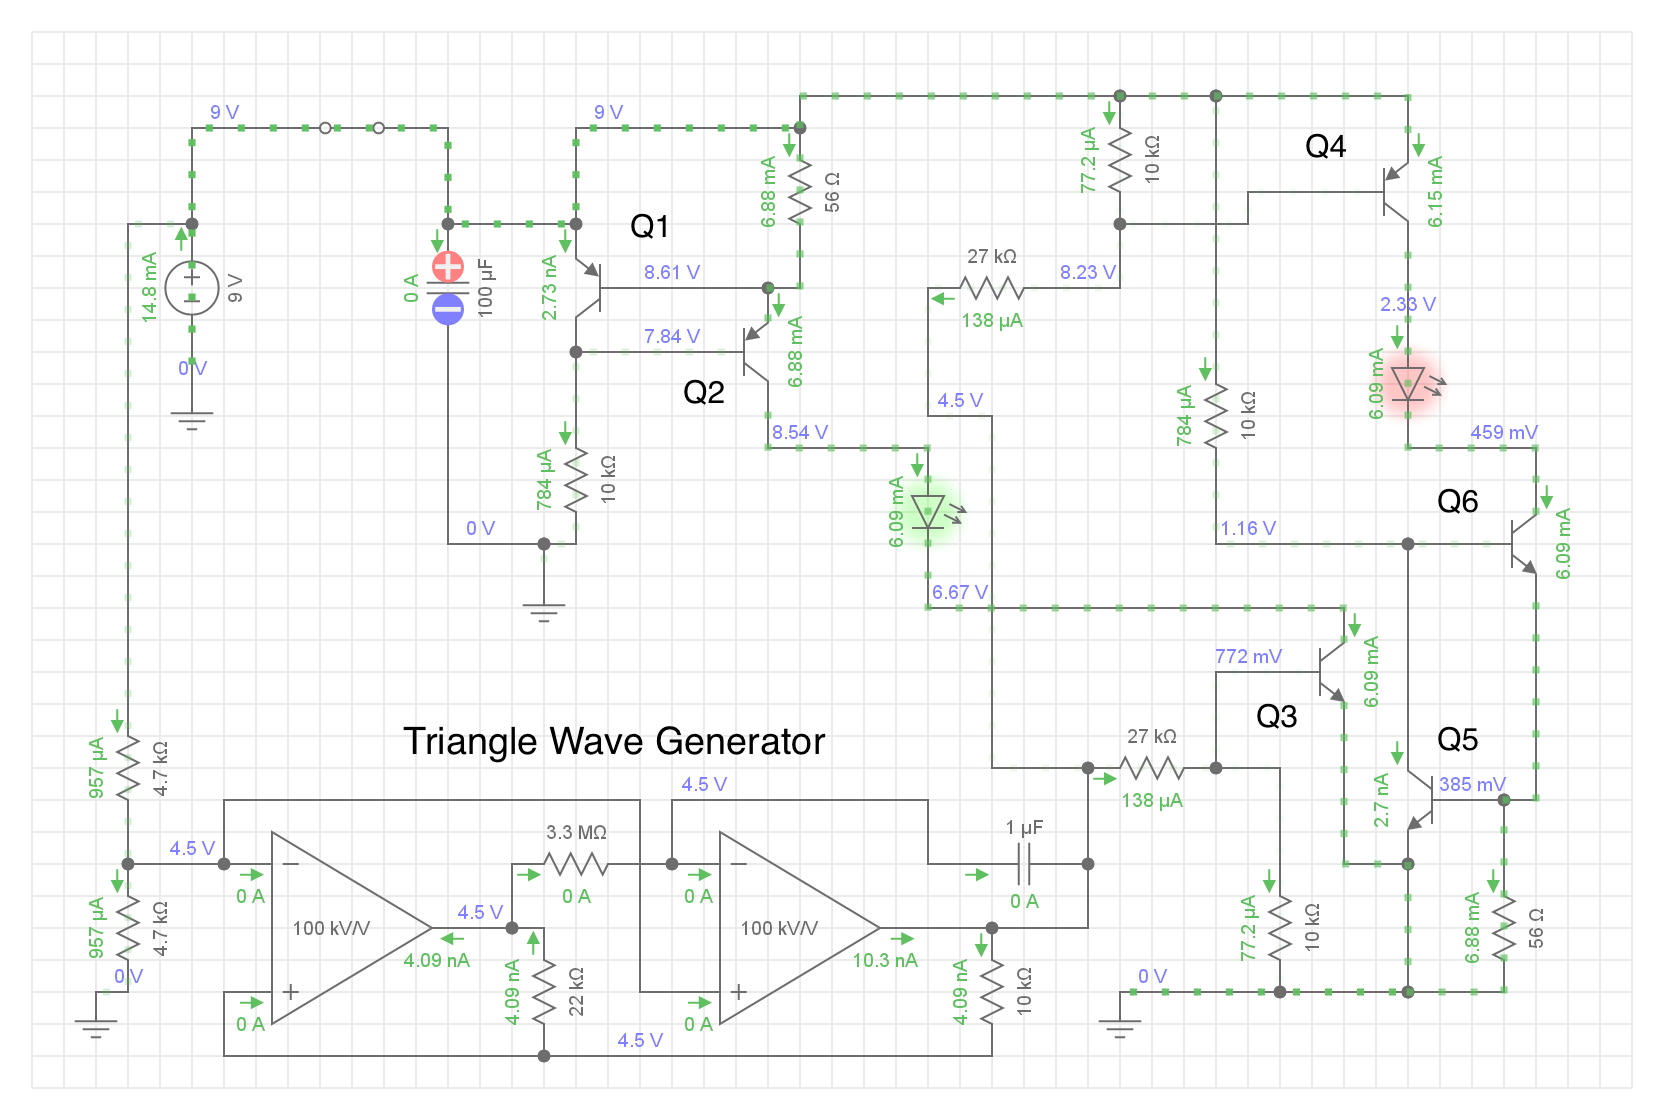 Q4
9 V
9 V
77.2 µA
10 kΩ
6.15 mA
6.88 mA
56 Ω
Q1
14.8 mA
9 V
0 A
100 µF
2.73 nA
8.61 V
27 kΩ
8.23 V
138 µA
2.33 V
7.84 V
6.88 mA
0 V
Q2
4.5 V
784 µA
10 kΩ
6.09 mA
8.54 V
459 mV
784 µA
10 kΩ
6.09 mA
Q6
0 V
1.16 V
6.09 mA
6.67 V
772 mV
6.09 mA
Q3
957 µA
4.7 kΩ
Triangle Wave Generator
27 kΩ
138 µA
Q5
4.5 V
2.7 nA
385 mV
4.5 V
3.3 MΩ
1 µF
0 A
0 A
0 A
0 A
957 µA
4.7 kΩ
100 kV/V
4.5 V
100 kV/V
4.09 nA
10.3 nA
77.2 µA
10 kΩ
6.88 mA
56 Ω
0 V
0 V
0 A
4.09 nA
22 kΩ
0 A
4.09 nA
10 kΩ
4.5 V